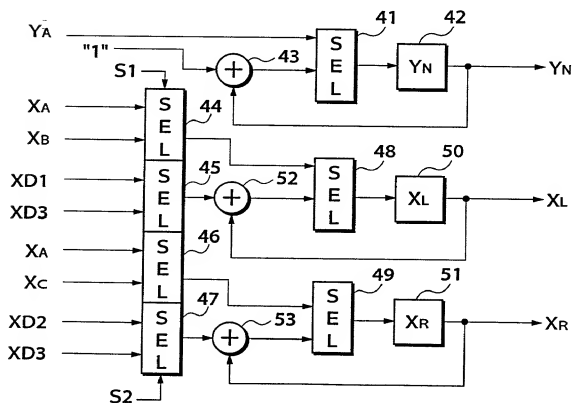 YA
41
42
"1"
43
SEL
YN
YN
S1
44
XA
SEL
XB
48
50
XD1
45
52
SEL
SEL
XL
XL
XD3
46
XA
SEL
49
51
XC
47
53
SEL
XR
XR
XD2
SEL
XD3
S2